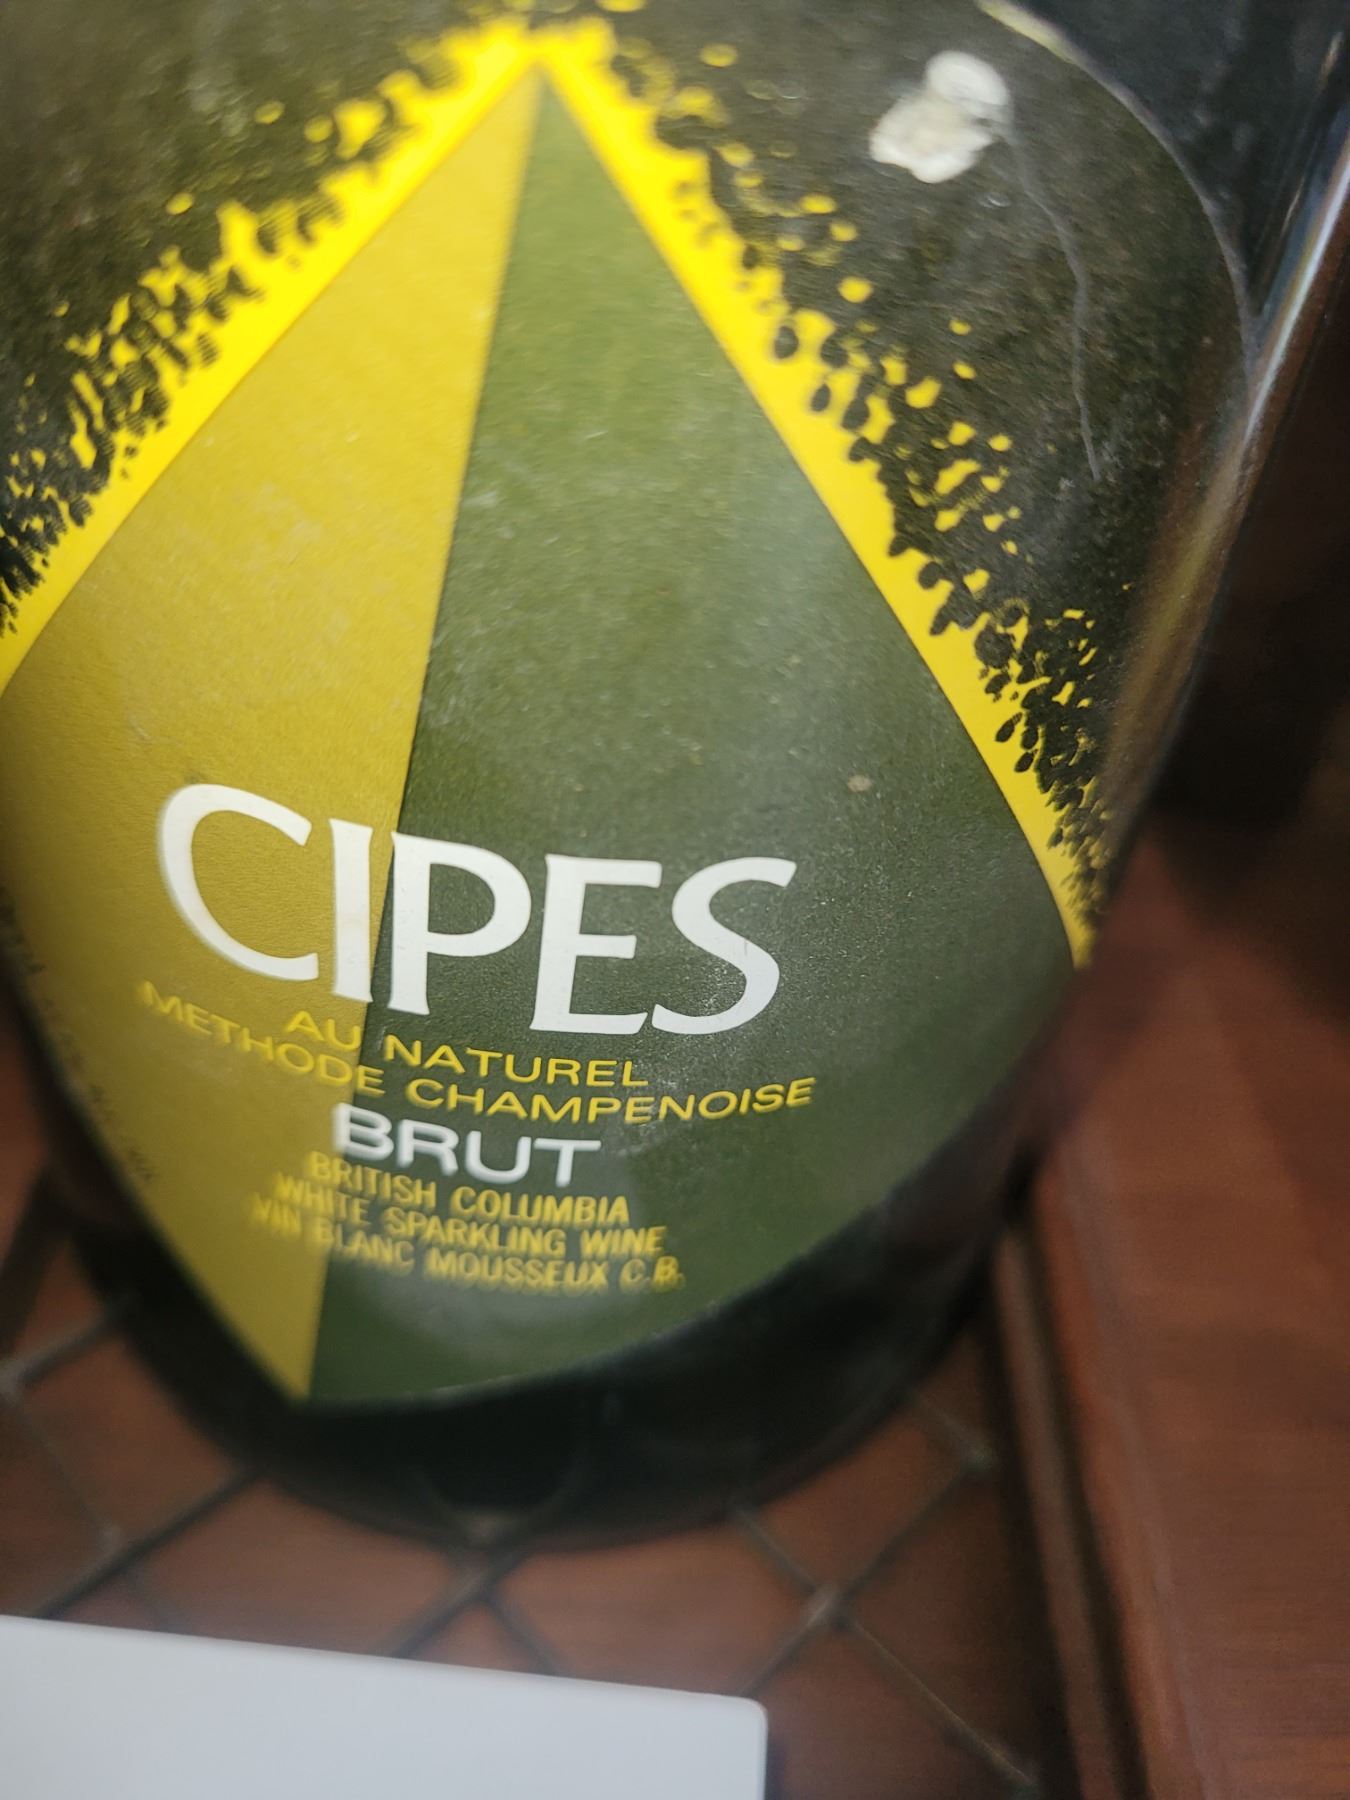 CIPES
AU NATUREL
METHODE CHAMPENOISE
BRUT
BRITISH COLUMBIA
WHITE SPARKLING WINE
VIN BLANC MOUSSEUX C.B.